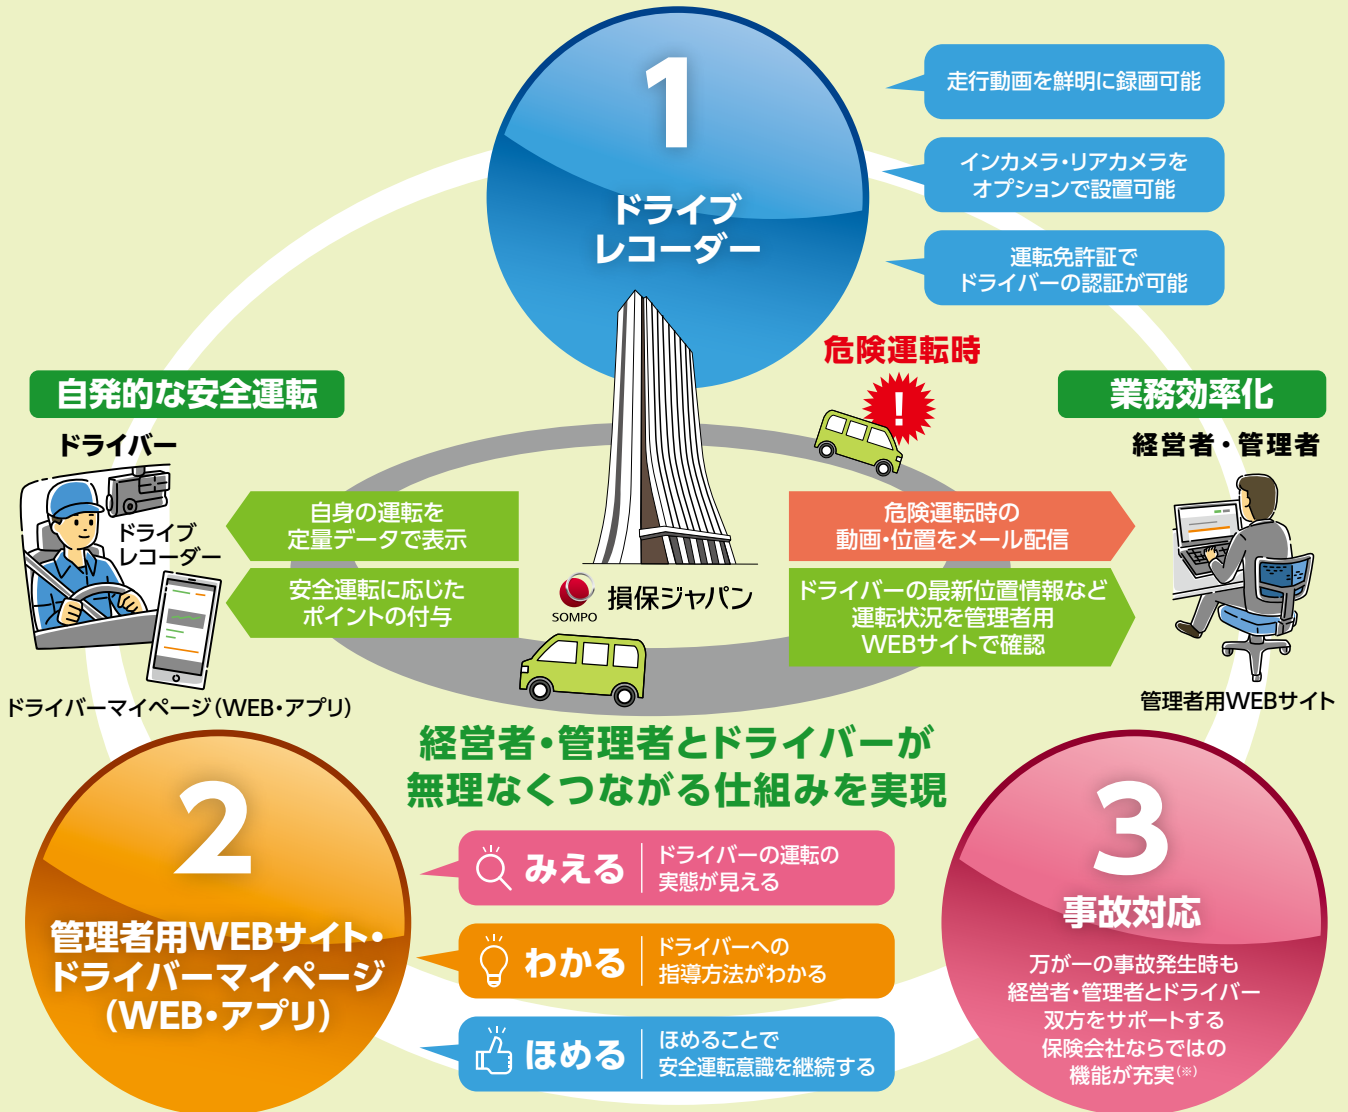 1
ドライブ
レコーダー
走行動画を鮮明に録画可能
インカメラ・リアカメラを
オプションで設置可能
運転免許証で
ドライバーの認証が可能
危険運転時
!
自発的な安全運転
ドライバー
ドライブ
レコーダー
自身の運転を
定量データで表示
安全運転に応じた
ポイントの付与
ドライバーマイページ(WEB・アプリ)
SOMPO
損保ジャパン
業務効率化
経営者・管理者
危険運転時の
動画・位置をメール配信
ドライバーの最新位置情報など
運転状況を管理者用
WEBサイトで確認
管理者用WEBサイト
経営者・管理者とドライバーが
無理なくつながる仕組みを実現
2
管理者用WEBサイト・
ドライバーマイページ
(WEB・アプリ)
みえる
ドライバーの運転の
実態が見える
わかる
ドライバーへの
指導方法がわかる
ほめる
ほめることで
安全運転意識を継続する
3
事故対応
万が一の事故発生時も
経営者・管理者とドライバー
双方をサポートする
保険会社ならではの
機能が充実(※)